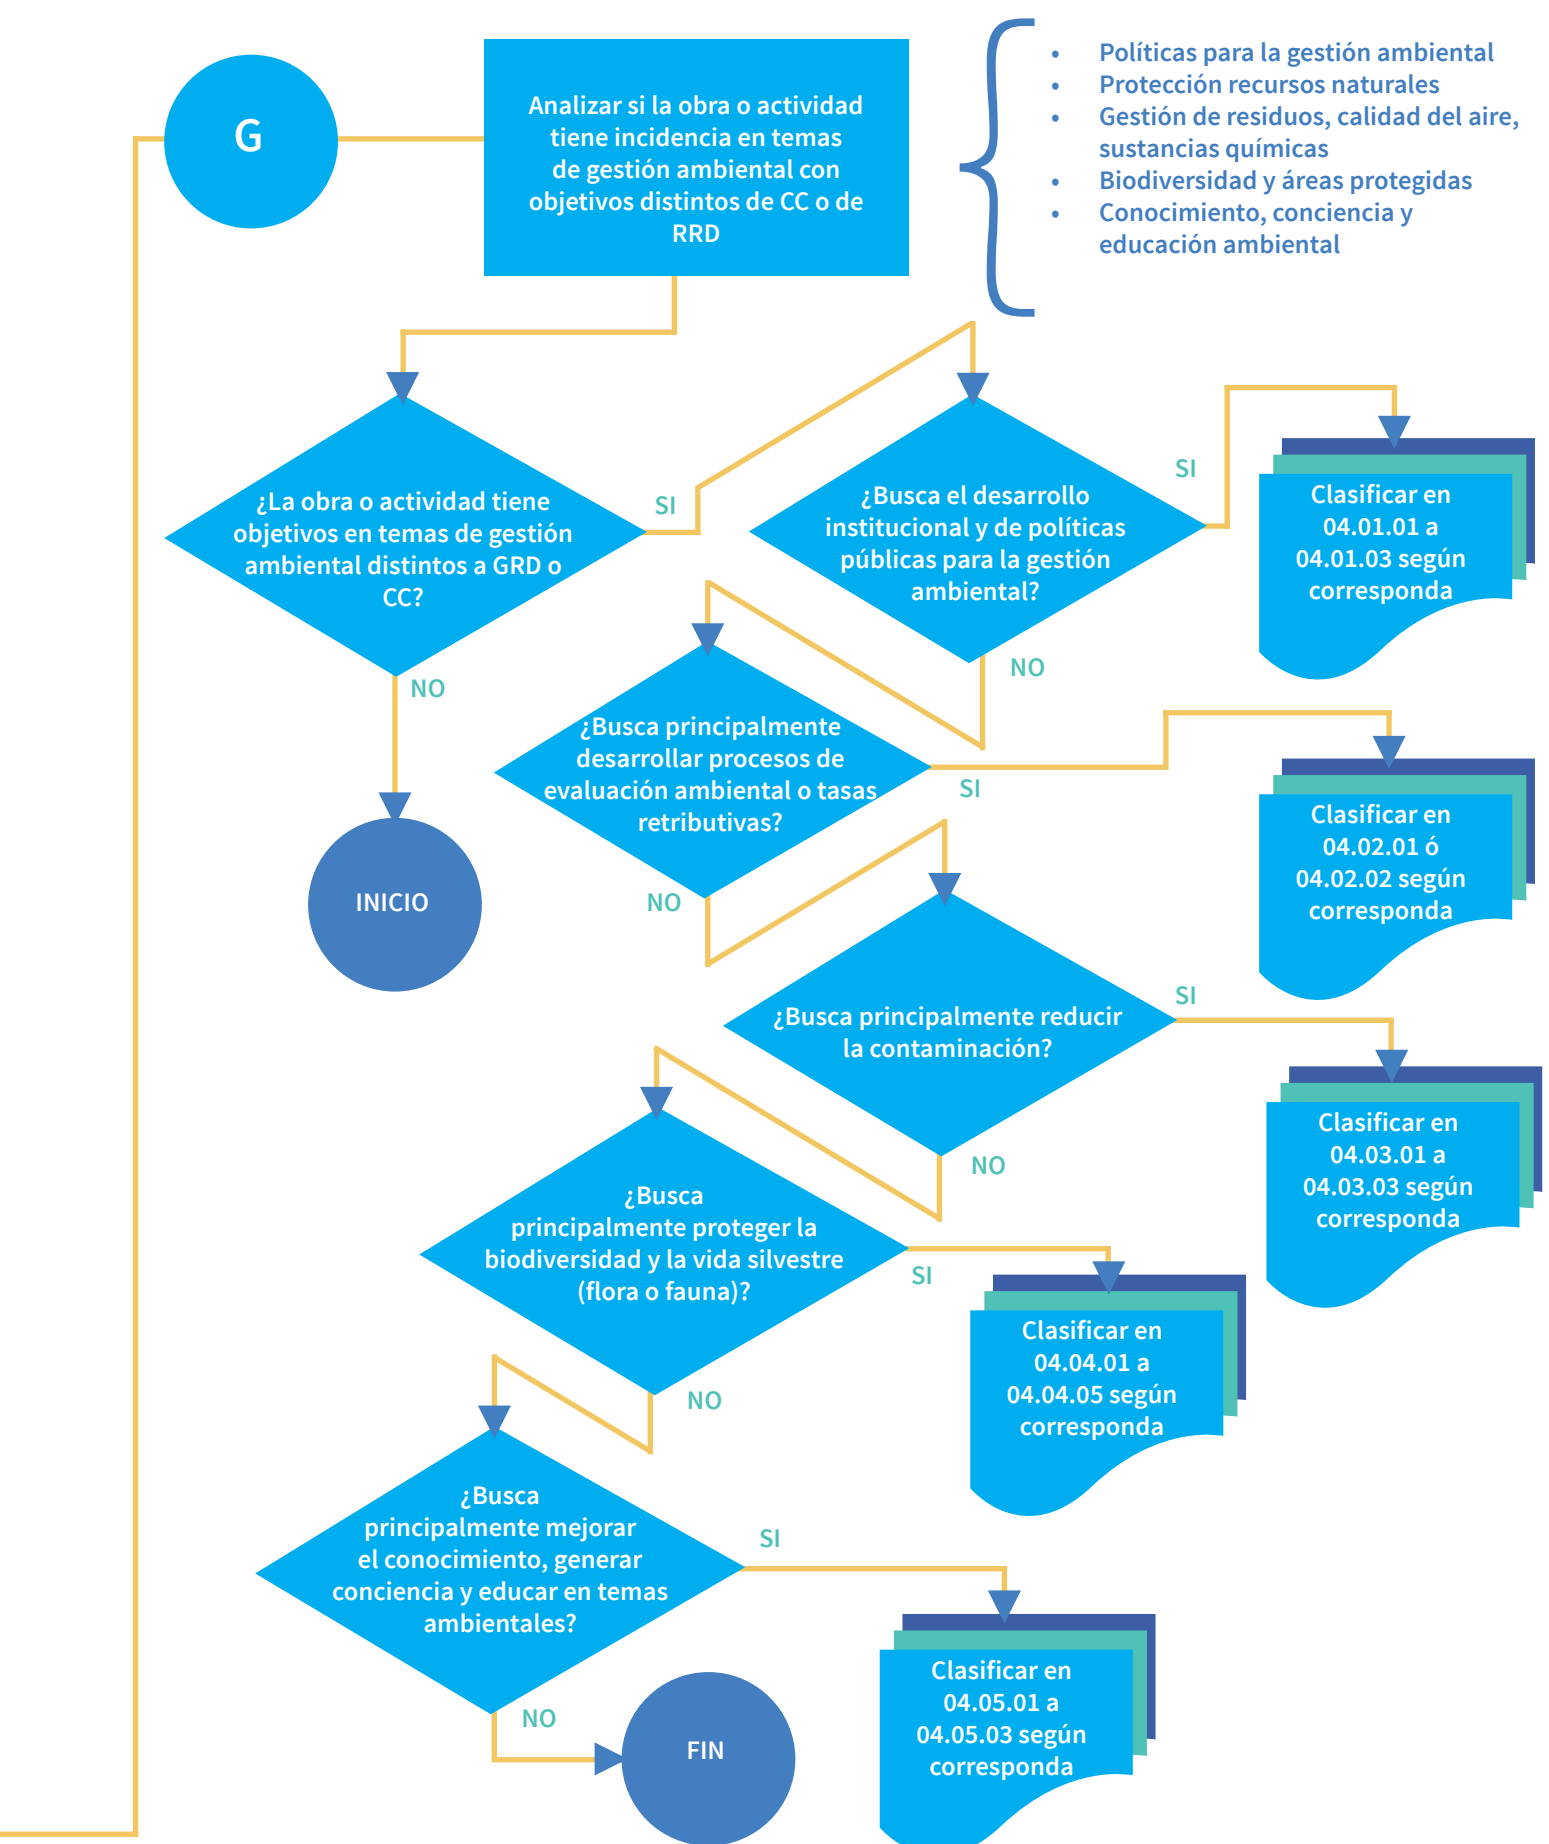 G
Analizar si la obra o actividad
tiene incidencia en temas
de gestión ambiental con
objetivos distintos de CC o de
RRD
• Políticas para la gestión ambiental
• Protección recursos naturales
• Gestión de residuos, calidad del aire,
sustancias químicas
• Biodiversidad y áreas protegidas
• Conocimiento, conciencia y
educación ambiental
¿La obra o actividad tiene
objetivos en temas de gestión
ambiental distintos a GRD o
CC?
SI
NO
INICIO
¿Busca el desarrollo
institucional y de políticas
públicas para la gestión
ambiental?
SI
NO
Clasificar en
04.01.01 a
04.01.03 según
corresponda
¿Busca principalmente
desarrollar procesos de
evaluación ambiental o tasas
retributivas?
SI
NO
Clasificar en
04.02.01 ó
04.02.02 según
corresponda
¿Busca principalmente reducir
la contaminación?
SI
NO
Clasificar en
04.03.01 a
04.03.03 según
corresponda
¿Busca
principalmente proteger la
biodiversidad y la vida silvestre
(flora o fauna)?
SI
NO
Clasificar en
04.04.01 a
04.04.05 según
corresponda
¿Busca
principalmente mejorar
el conocimiento, generar
conciencia y educar en temas
ambientales?
SI
NO
Clasificar en
04.05.01 a
04.05.03 según
corresponda
FIN